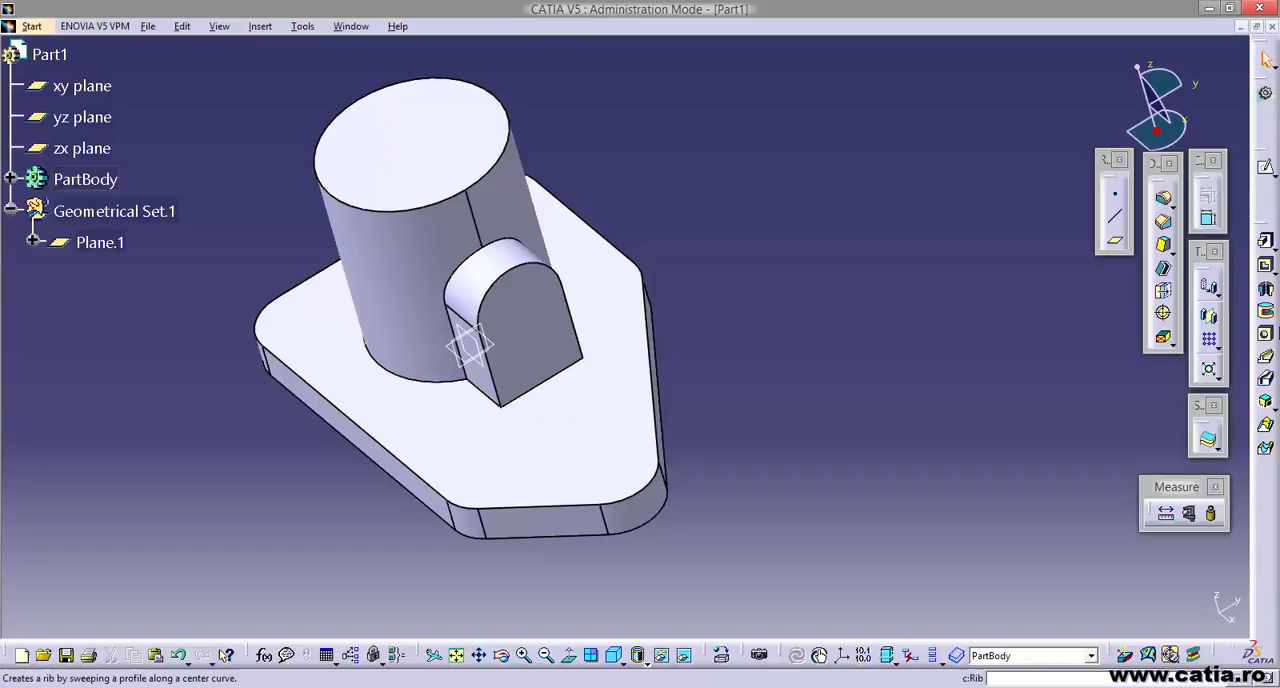 CATIA V5 : Administration Mode - [Part1]
Start ENOVIA V5 VPM File Edit View Insert Tools Window Help
Part1
xy plane
yz plane
zx plane
PartBody
Geometrical Set.1
Plane.1
z
y
x
Measure
z
y
x
PartBody
CATIA
Creates a rib by sweeping a profile along a center curve.
c:Rib
www.catia.ro